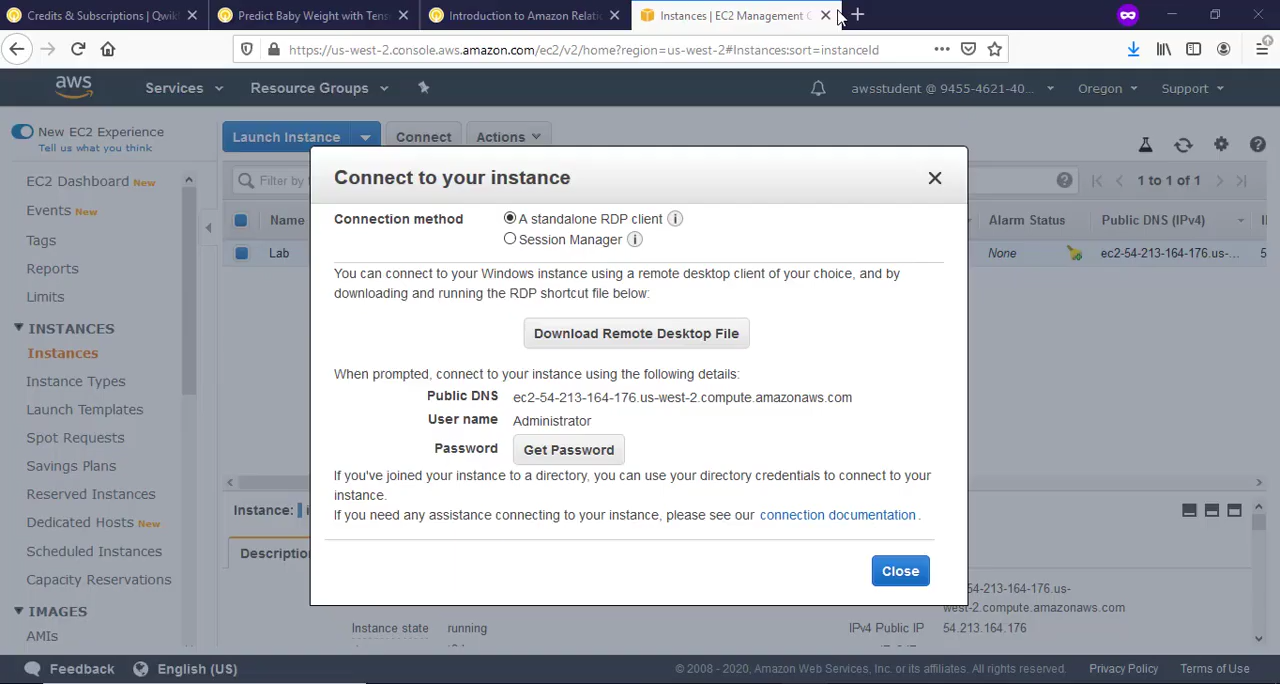 Credits & Subscriptions | Qwik
Predict Baby Weight with Tens
Introduction to Amazon Relati
Instances | EC2 Management C
https://us-west-2.console.aws.amazon.com/ec2/v2/home?region=us-west-2#Instances:sort=instanceId
aws
Services
Resource Groups
awsstudent @ 9455-4621-40...
Oregon
Support
New EC2 Experience
Tell us what you think
EC2 Dashboard New
Events New
Tags
Reports
Limits
INSTANCES
Instances
Instance Types
Launch Templates
Spot Requests
Savings Plans
Reserved Instances
Dedicated Hosts New
Scheduled Instances
Capacity Reservations
IMAGES
AMIs
Launch Instance
Connect
Actions
Filter by
1 to 1 of 1
Name
Alarm Status
Public DNS (IPv4)
Lab
None
ec2-54-213-164-176.us-...
Connect to your instance
Connection method
A standalone RDP client
Session Manager
You can connect to your Windows instance using a remote desktop client of your choice, and by
downloading and running the RDP shortcut file below:
Download Remote Desktop File
When prompted, connect to your instance using the following details:
Public DNS ec2-54-213-164-176.us-west-2.compute.amazonaws.com
User name Administrator
Password Get Password
If you've joined your instance to a directory, you can use your directory credentials to connect to your
instance.
If you need any assistance connecting to your instance, please see our connection documentation.
Close
Instance:
Description
54-213-164-176.us-
west-2.compute.amazonaws.com
Instance state running
IPv4 Public IP 54.213.164.176
Feedback
English (US)
© 2008 - 2020, Amazon Web Services, Inc. or its affiliates. All rights reserved.
Privacy Policy
Terms of Use